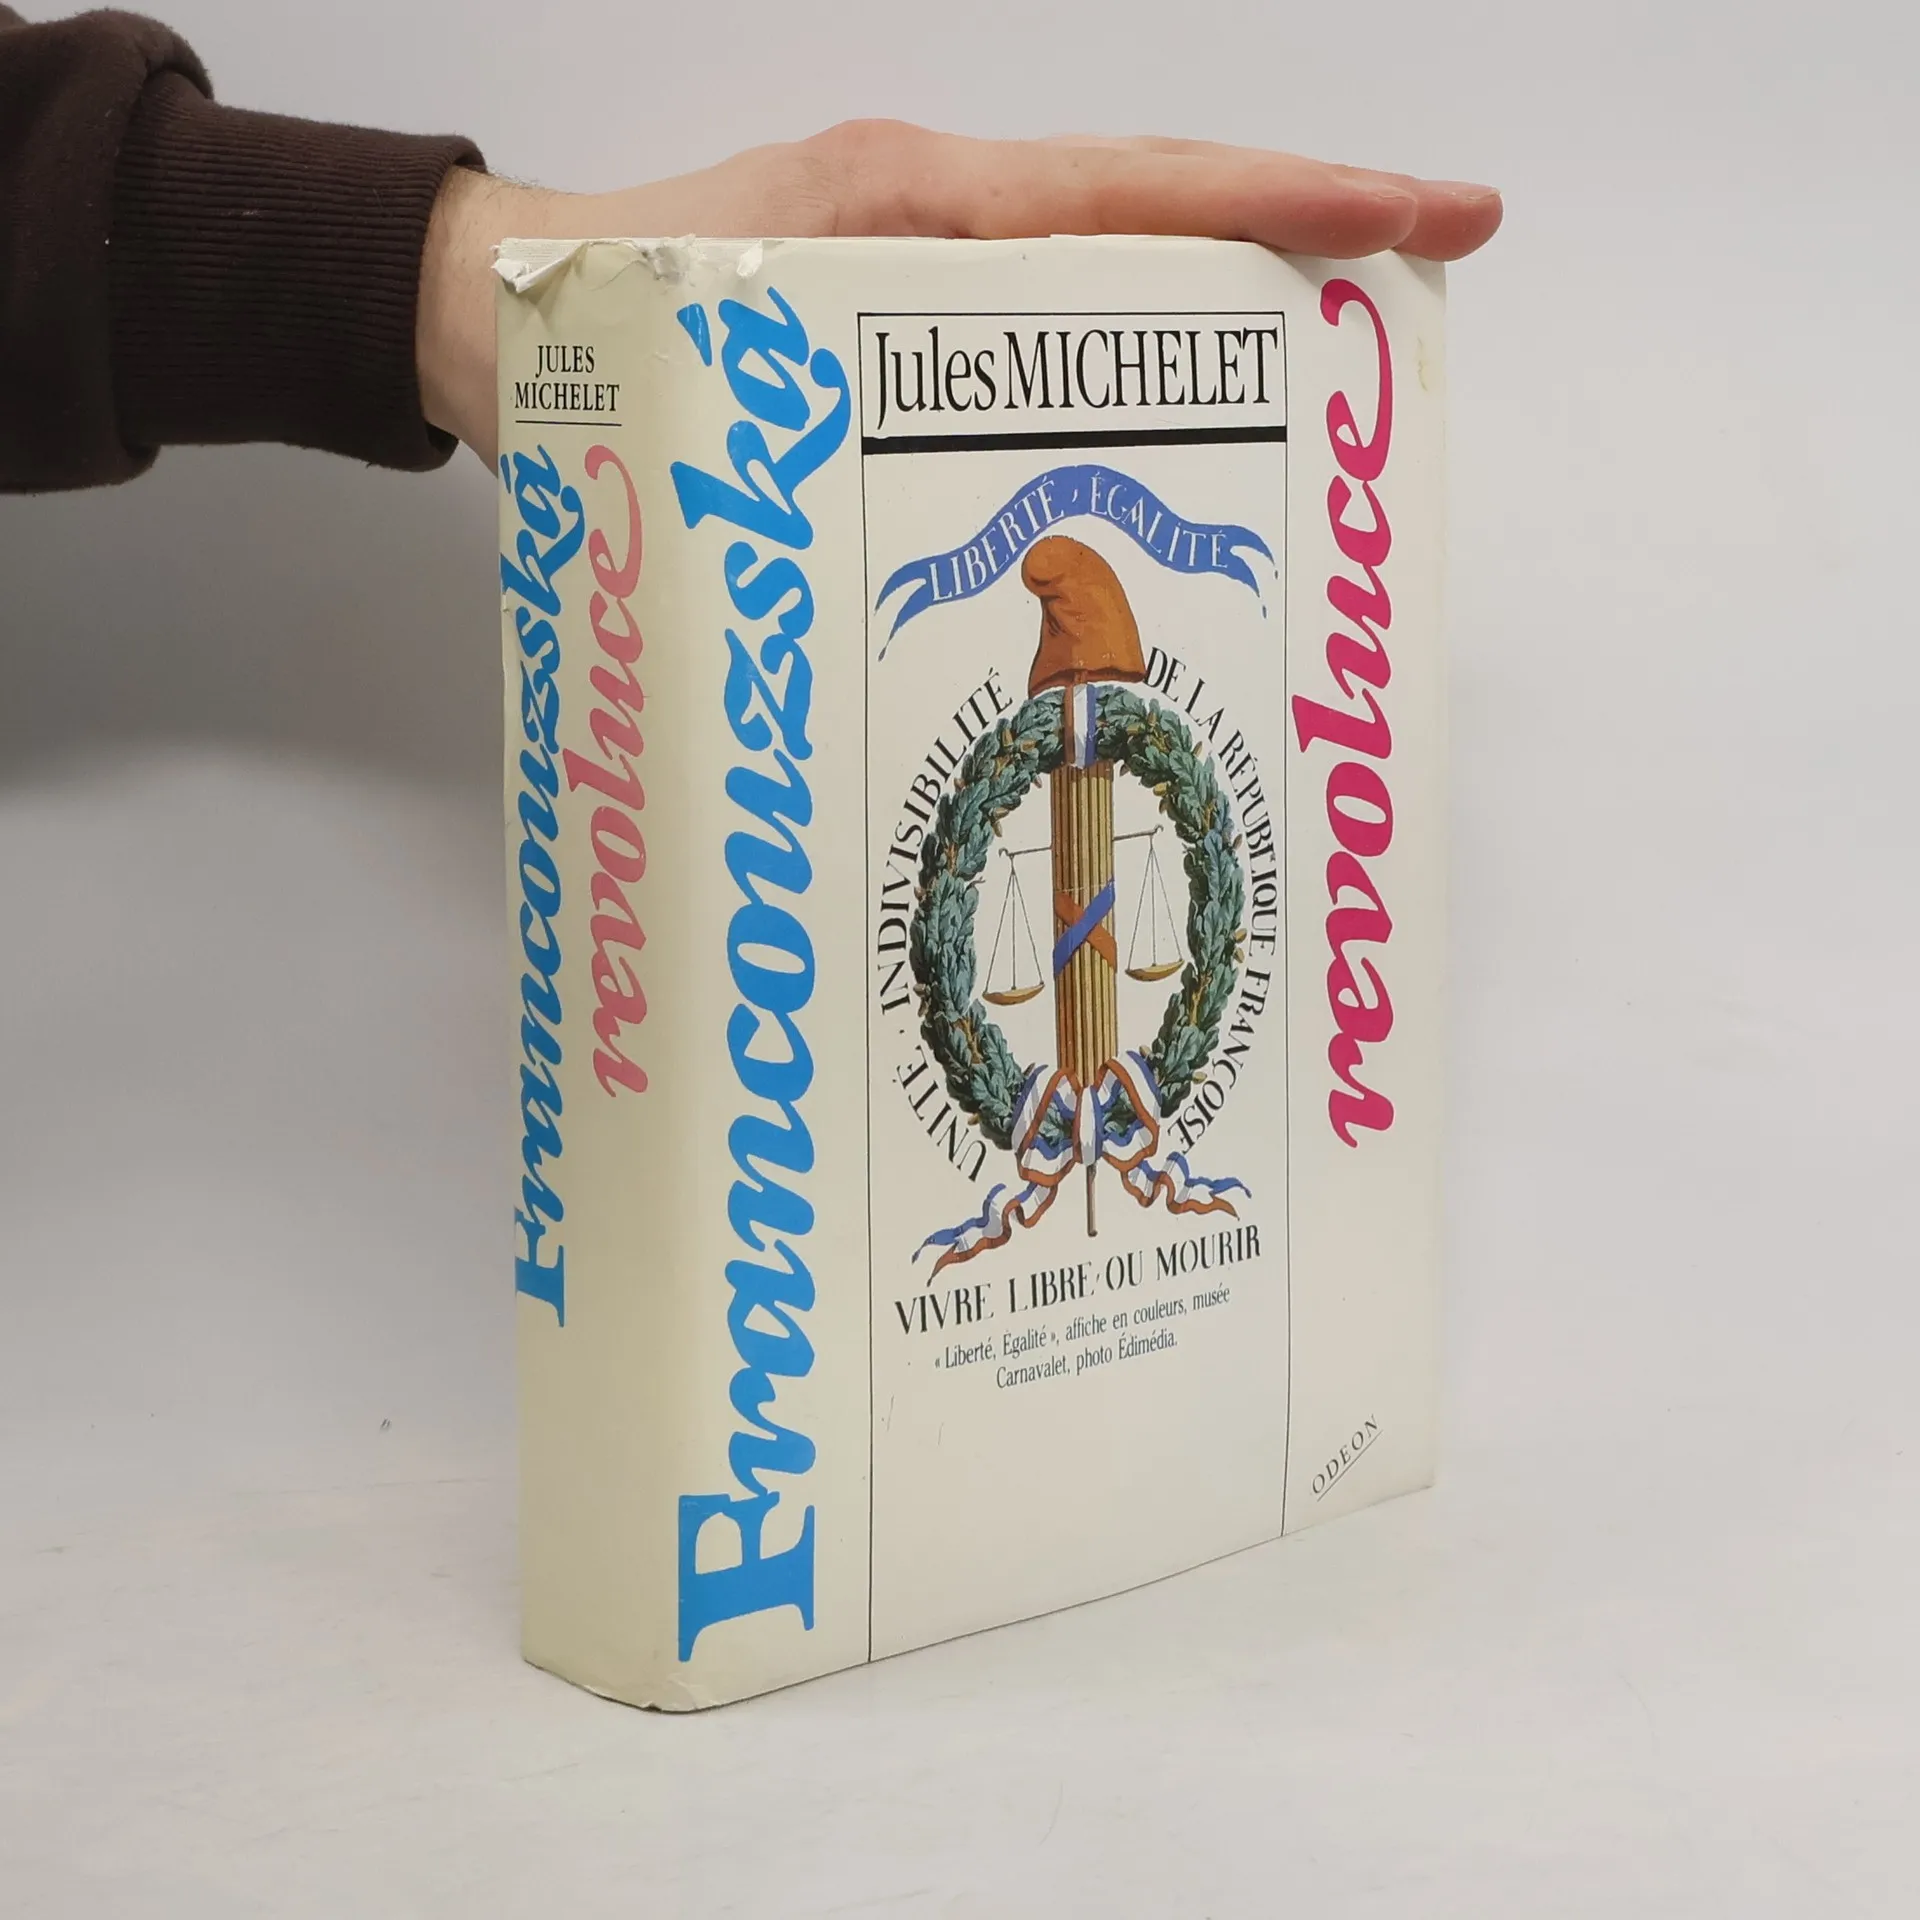 JULES
MICHELET
Francouzská
revoluce
Francouzská
revoluce
Jules MICHELET
LIBERTÉ, ÉGALITÉ
UNITÉ · INDIVISIBILITÉ
DE LA RÉPUBLIQUE FRANÇOISE
VIVRE LIBRE, OU MOURIR
« Liberté, Égalité », affiche en couleurs, musée
Carnavalet, photo Édimédia.
ODEON